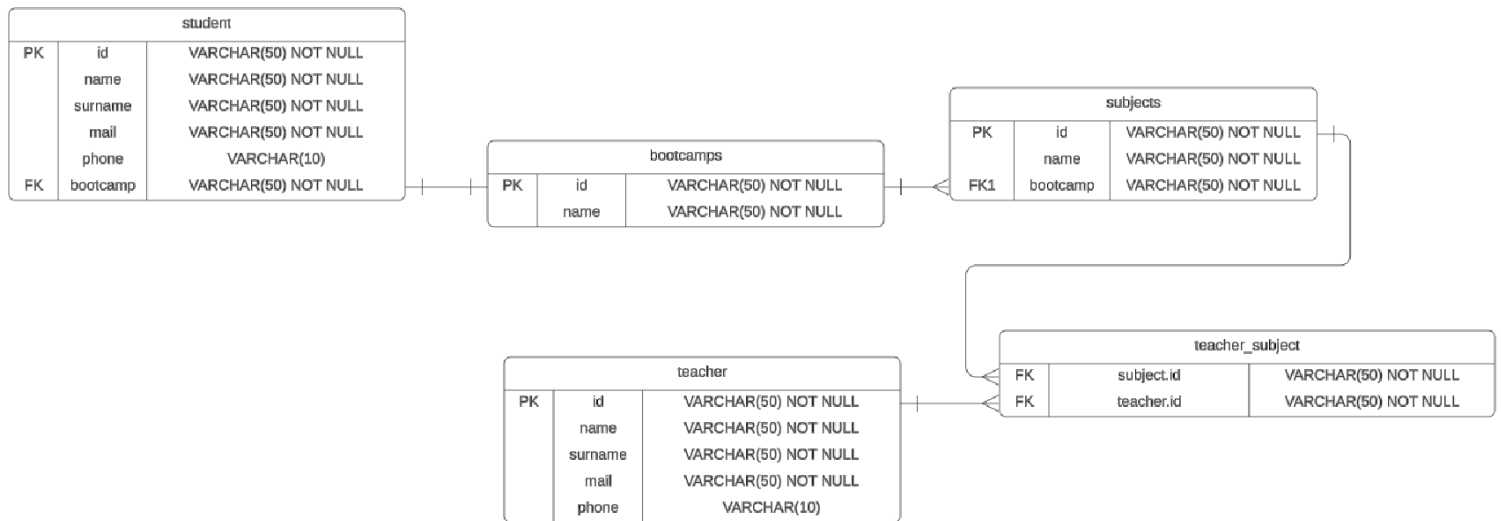 student
PK id VARCHAR(50) NOT NULL
name VARCHAR(50) NOT NULL
surname VARCHAR(50) NOT NULL
mail VARCHAR(50) NOT NULL
phone VARCHAR(10)
FK bootcamp VARCHAR(50) NOT NULL
bootcamps
PK id VARCHAR(50) NOT NULL
name VARCHAR(50) NOT NULL
subjects
PK id VARCHAR(50) NOT NULL
name VARCHAR(50) NOT NULL
FK1 bootcamp VARCHAR(50) NOT NULL
teacher
PK id VARCHAR(50) NOT NULL
name VARCHAR(50) NOT NULL
surname VARCHAR(50) NOT NULL
mail VARCHAR(50) NOT NULL
phone VARCHAR(10)
teacher_subject
FK subject.id VARCHAR(50) NOT NULL
FK teacher.id VARCHAR(50) NOT NULL